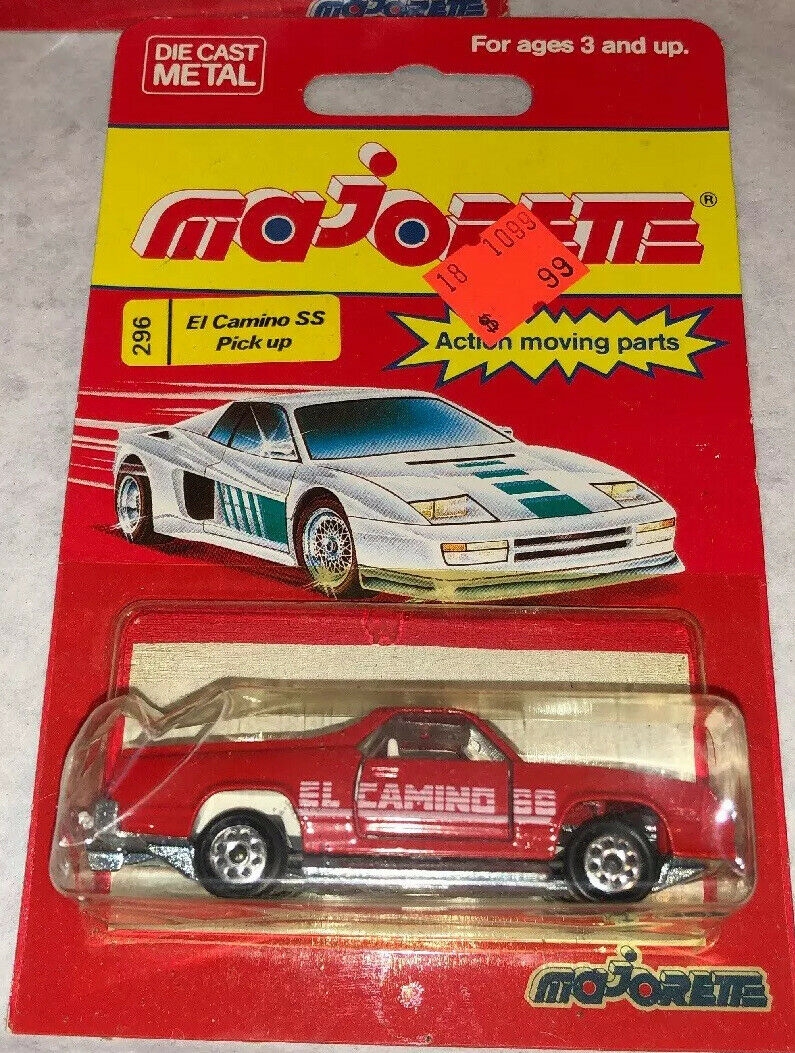 MAJORETTE
DIE CAST
METAL
For ages 3 and up.
majoRETTE®
18 1099
$ 99
296
El Camino SS
Pick up
Action moving parts
EL CAMINO SS
majoRETTE